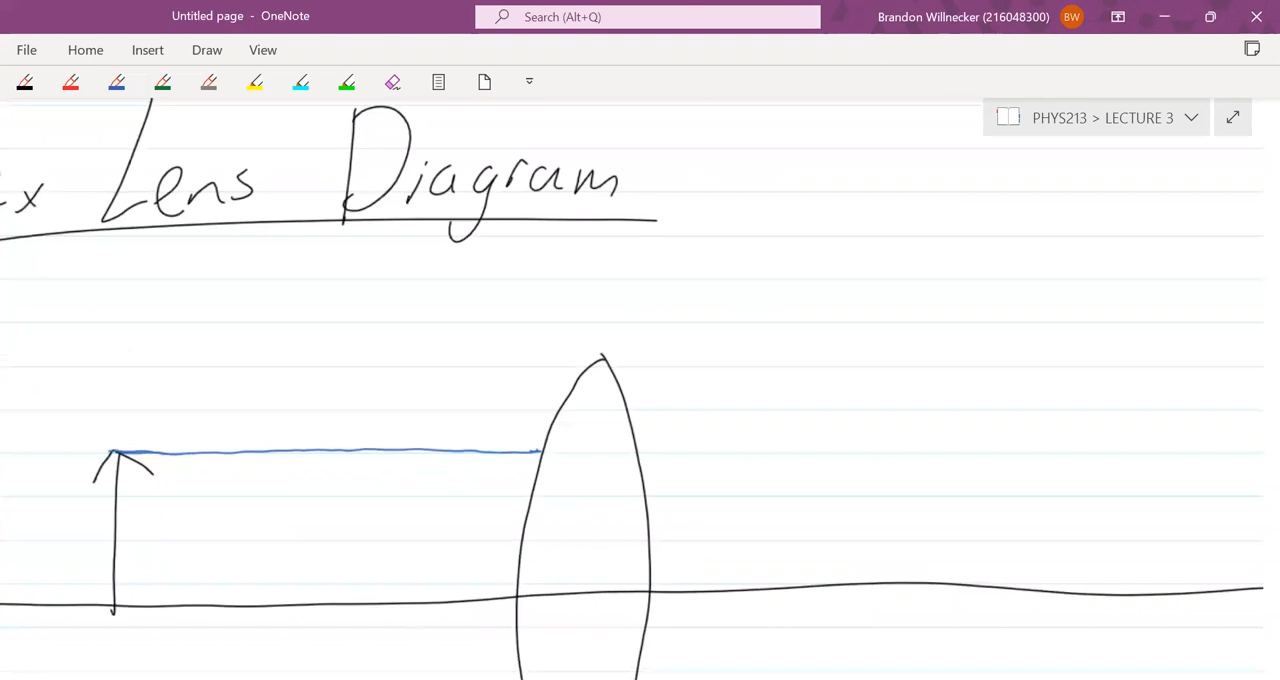 Untitled page - OneNote
Search (Alt+Q)
Brandon Willnecker (216048300)
BW
File Home Insert Draw View
PHYS213 > LECTURE 3
x Lens Diagram